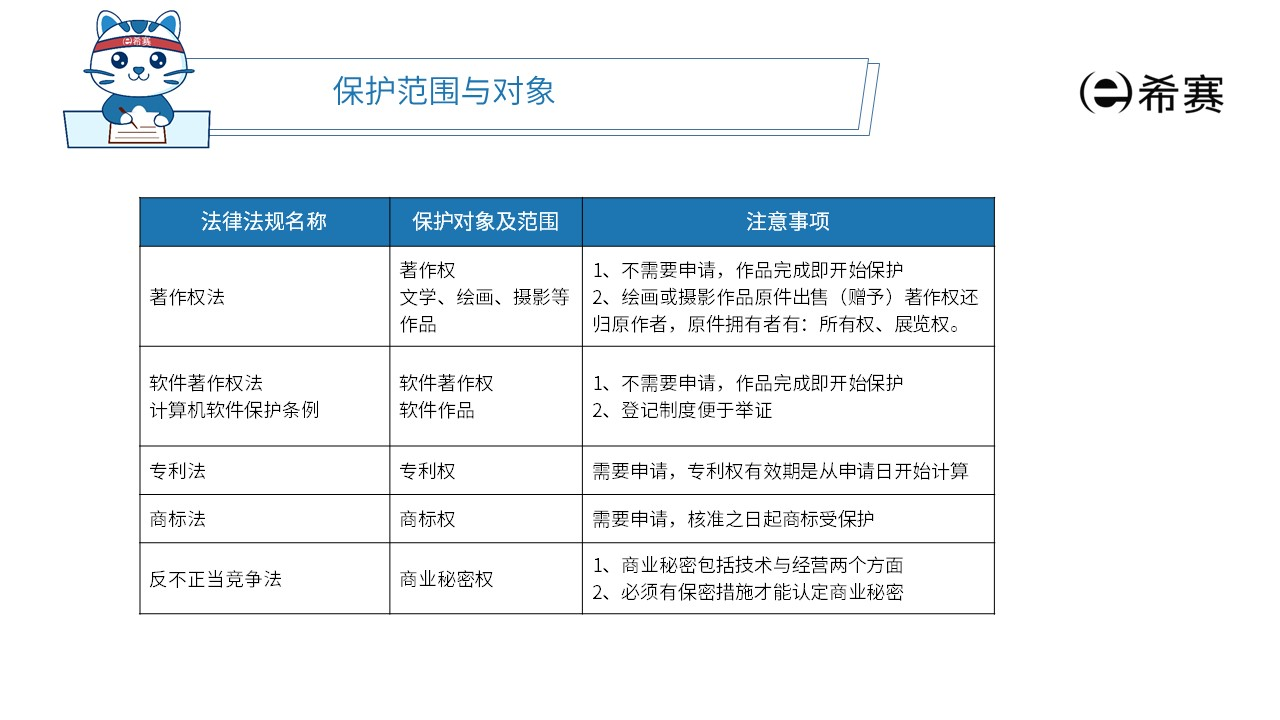 希赛
保护范围与对象
希赛
法律法规名称
保护对象及范围
注意事项
著作权法
著作权
文学、绘画、摄影等
作品
1、不需要申请，作品完成即开始保护
2、绘画或摄影作品原件出售（赠予）著作权还
归原作者，原件拥有者有：所有权、展览权。
软件著作权法
计算机软件保护条例
软件著作权
软件作品
1、不需要申请，作品完成即开始保护
2、登记制度便于举证
专利法
专利权
需要申请，专利权有效期是从申请日开始计算
商标法
商标权
需要申请，核准之日起商标受保护
反不正当竞争法
商业秘密权
1、商业秘密包括技术与经营两个方面
2、必须有保密措施才能认定商业秘密